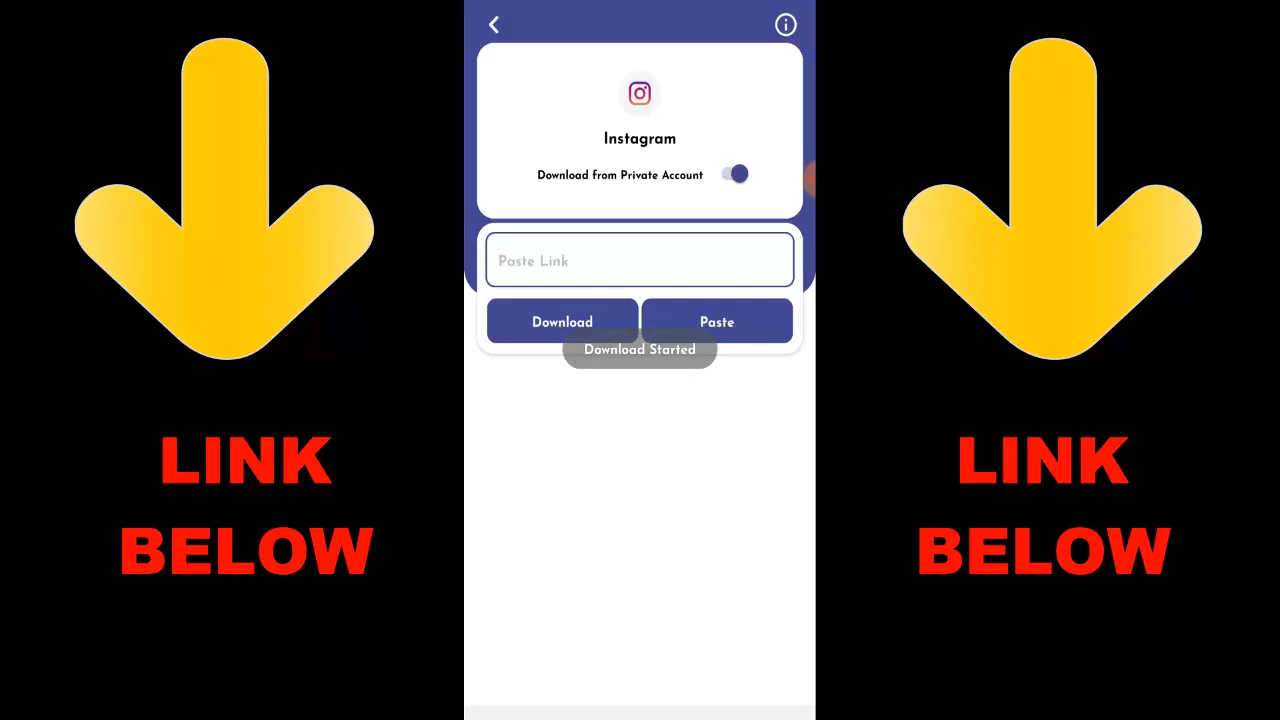 Instagram
Download from Private Account
Paste Link
Download Paste
Download Started
LINK
BELOW
LINK
BELOW